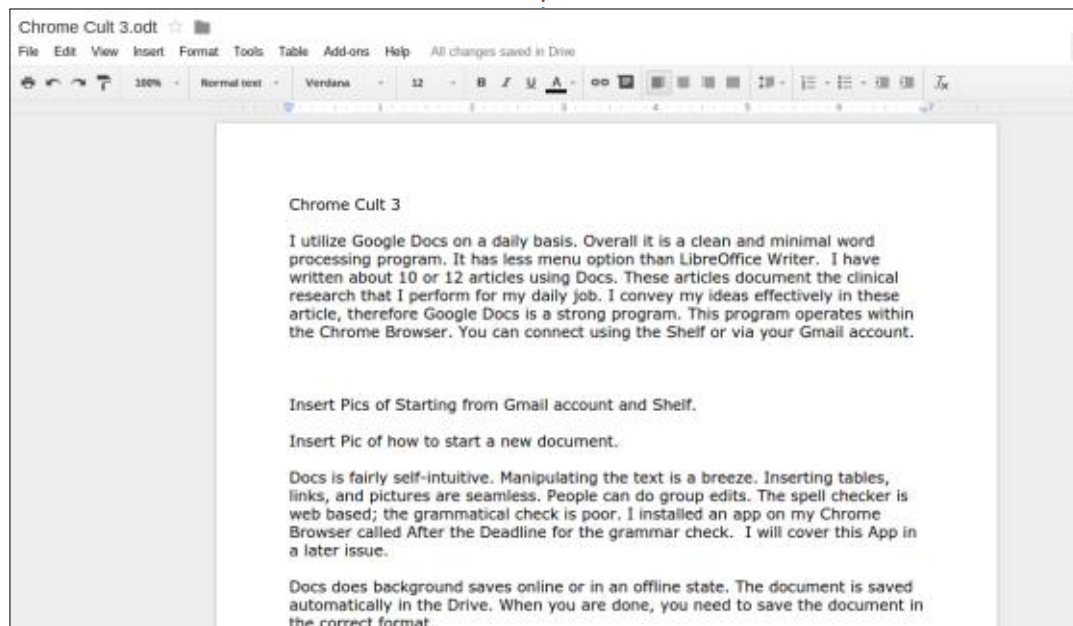 Chrome Cult 3.odt
File Edit View Insert Format Tools Table Add-ons Help All changes saved in Drive
100% Normal text Verdana 12 B I U A
1 2 3 4 5 6 7
Chrome Cult 3
I utilize Google Docs on a daily basis. Overall it is a clean and minimal word
processing program. It has less menu option than LibreOffice Writer. I have
written about 10 or 12 articles using Docs. These articles document the clinical
research that I perform for my daily job. I convey my ideas effectively in these
article, therefore Google Docs is a strong program. This program operates within
the Chrome Browser. You can connect using the Shelf or via your Gmail account.
Insert Pics of Starting from Gmail account and Shelf.
Insert Pic of how to start a new document.
Docs is fairly self-intuitive. Manipulating the text is a breeze. Inserting tables,
links, and pictures are seamless. People can do group edits. The spell checker is
web based; the grammatical check is poor. I installed an app on my Chrome
Browser called After the Deadline for the grammar check. I will cover this App in
a later issue.
Docs does background saves online or in an offline state. The document is saved
automatically in the Drive. When you are done, you need to save the document in
the correct format.